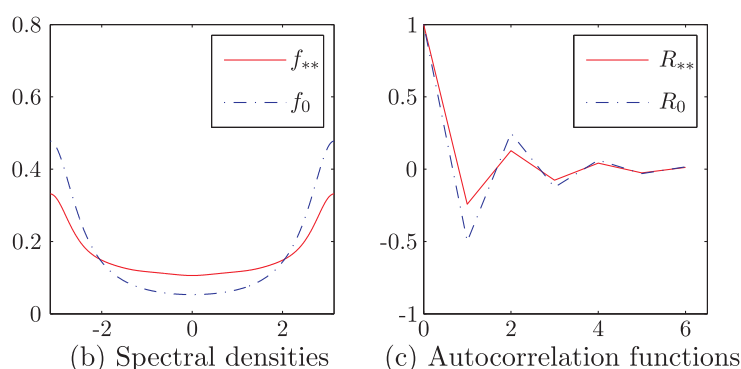 0.8
0.6
0.4
0.2
0
-2 0 2
f**
f0
(b) Spectral densities
1
0.5
0
-0.5
-1
0 2 4 6
R**
R0
(c) Autocorrelation functions